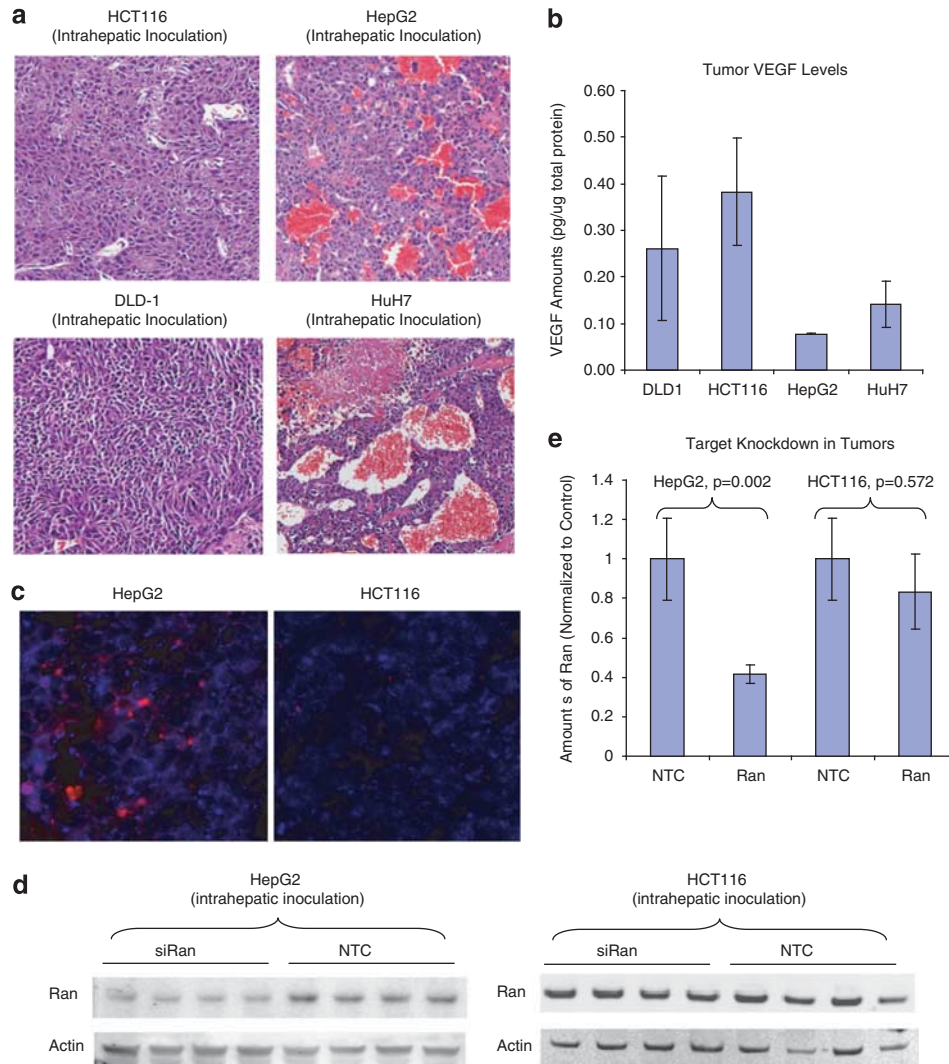 a
HCT116
(Intrahepatic Inoculation)
HepG2
(Intrahepatic Inoculation)
DLD-1
(Intrahepatic Inoculation)
HuH7
(Intrahepatic Inoculation)
b
Tumor VEGF Levels
VEGF Amounts (pg/ug total protein)
0.60
0.50
0.40
0.30
0.20
0.10
0.00
DLD1 HCT116 HepG2 HuH7
c
HepG2
HCT116
e
Target Knockdown in Tumors
HepG2, p=0.002
HCT116, p=0.572
Amount s of Ran (Normalized to Control)
1.4
1.2
1
0.8
0.6
0.4
0.2
0
NTC Ran NTC Ran
d
HepG2
(intrahepatic inoculation)
siRan NTC
Ran
Actin
HCT116
(intrahepatic inoculation)
siRan NTC
Ran
Actin